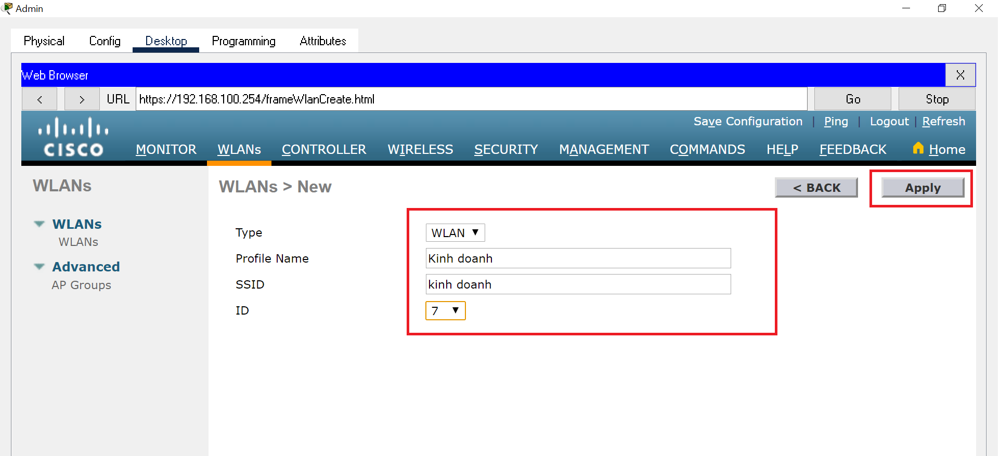 Admin
Physical Config Desktop Programming Attributes
Web Browser X
< > URL https://192.168.100.254/frameWlanCreate.html Go Stop
Save Configuration | Ping | Logout | Refresh
CISCO MONITOR WLANs CONTROLLER WIRELESS SECURITY MANAGEMENT COMMANDS HELP FEEDBACK Home
WLANs
WLANs
WLANs
Advanced
AP Groups
WLANs > New < BACK Apply
Type WLAN
Profile Name Kinh doanh
SSID kinh doanh
ID 7